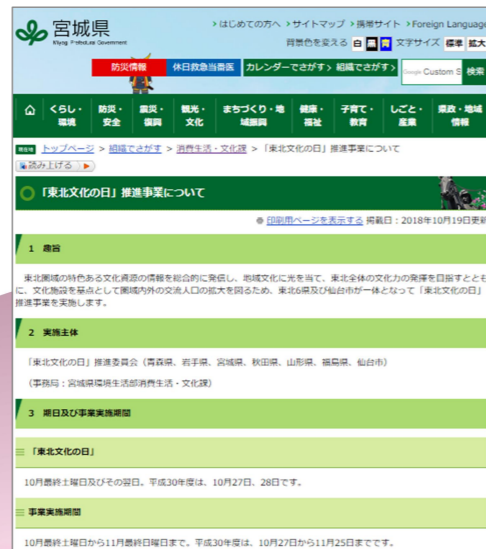 宮城県
Miyagi Prefectural Government
> はじめての方へ > サイトマップ > 携帯サイト > Foreign Language
背景色を変える 白 黒 青 文字サイズ 標準 拡大
防災情報 休日救急当番医 カレンダーでさがす > 組織でさがす > Custom S 検索
くらし・環境 防災・安全 震災・復興 観光・文化 まちづくり・地域振興 健康・福祉 子育て・教育 しごと・産業 県政・地域情報
現在地 トップページ > 組織でさがす > 消費生活・文化課 > 「東北文化の日」推進事業について
読み上げる
「東北文化の日」推進事業について
印刷用ページを表示する 掲載日:2018年10月19日更新
1 趣旨
東北圏域の特色ある文化資源の情報を総合的に発信し、地域文化に光を当て、東北全体の文化力の発揮を目指すととも
に、文化施設を基点として圏域内外の交流人口の拡大を図るため、東北6県及び仙台市が一体となって「東北文化の日」
推進事業を実施します。
2 実施主体
「東北文化の日」推進委員会(青森県、岩手県、宮城県、秋田県、山形県、福島県、仙台市)
(事務局:宮城県環境生活部消費生活・文化課)
3 期日及び事業実施期間
「東北文化の日」
10月最終土曜日及びその翌日。平成30年度は、10月27日、28日です。
事業実施期間
10月最終土曜日から11月最終日曜日まで。平成30年度は、10月27日から11月25日までです。